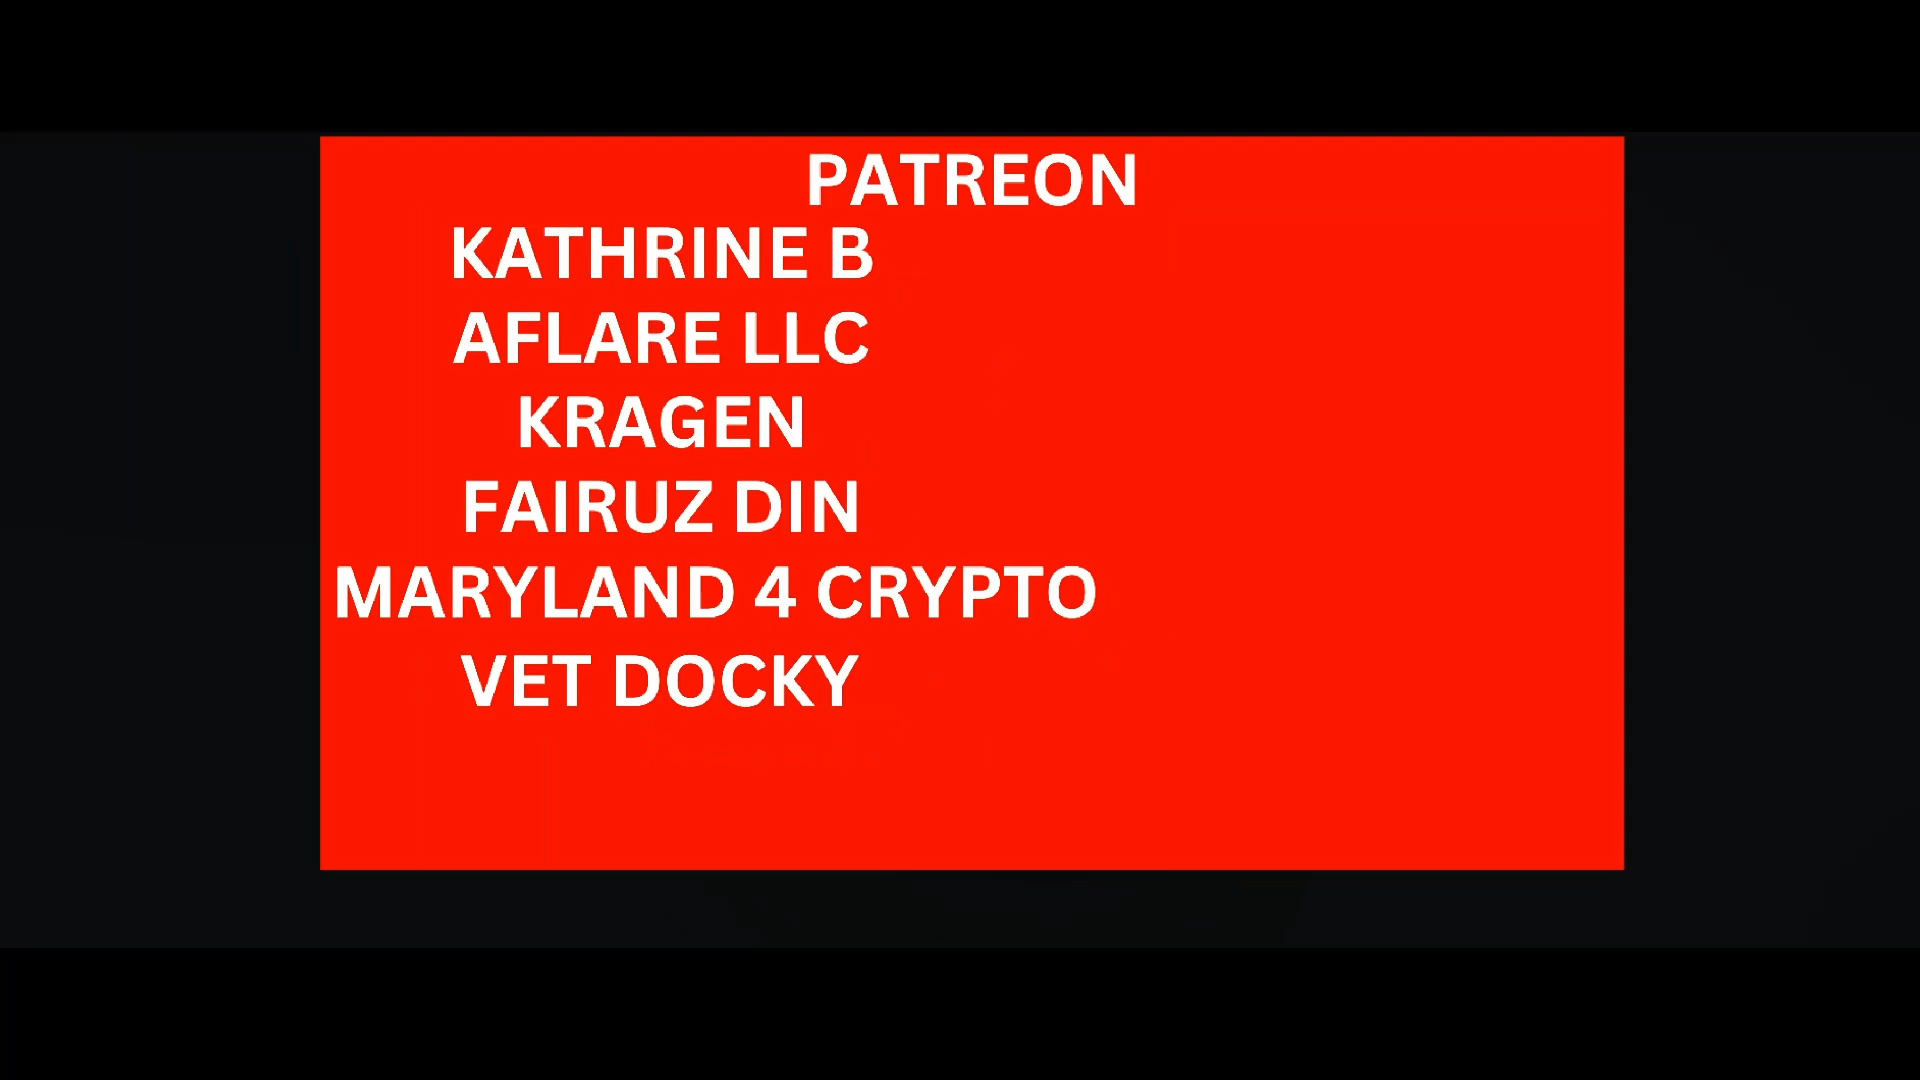 PATREON
KATHRINE B
AFLARE LLC
KRAGEN
FAIRUZ DIN
MARYLAND 4 CRYPTO
VET DOCKY